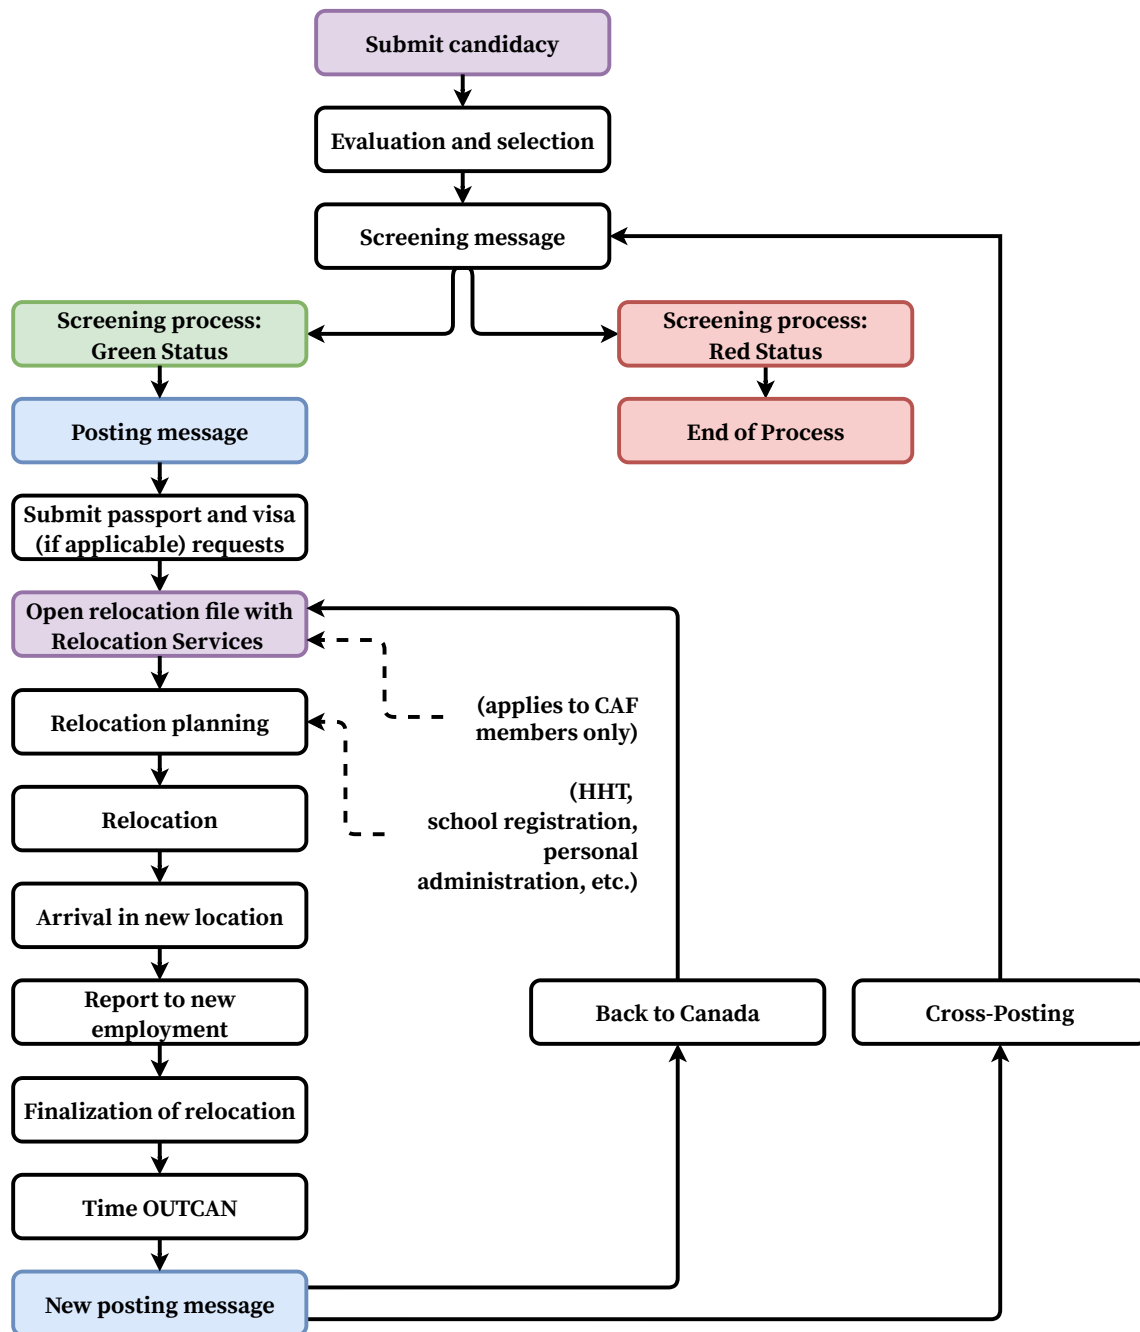 Submit candidacy
Evaluation and selection
Screening message
Screening process:
Green Status
Screening process:
Red Status
Posting message
End of Process
Submit passport and visa
(if applicable) requests
Open relocation file with
Relocation Services
Relocation planning
(applies to CAF
members only)
Relocation
(HHT,
school registration,
personal
administration, etc.)
Arrival in new location
Report to new
employment
Back to Canada
Cross-Posting
Finalization of relocation
Time OUTCAN
New posting message